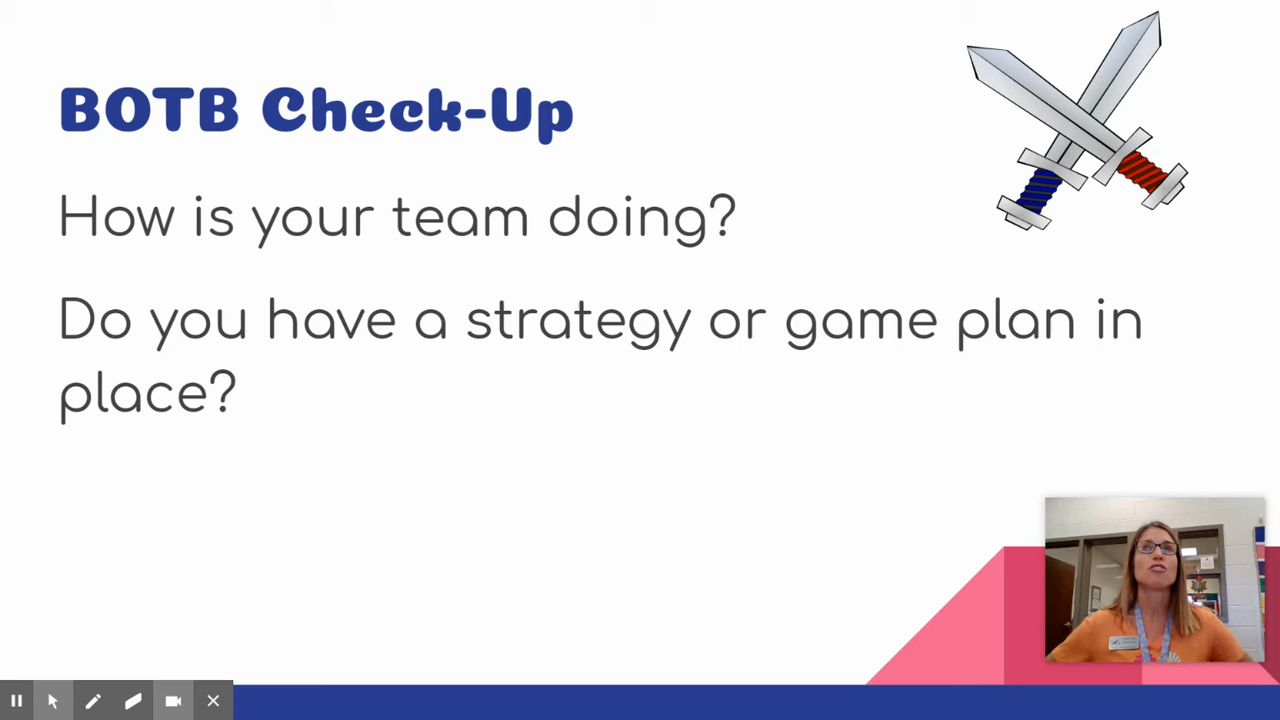 BOTB Check-Up
How is your team doing?
Do you have a strategy or game plan in
place?